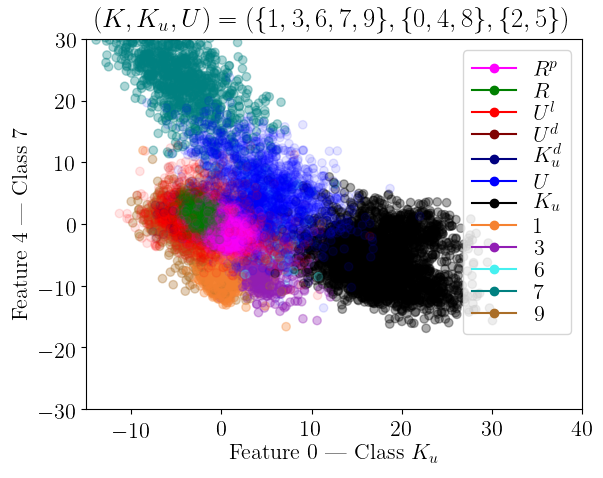 (K, K_u, U) = ({1, 3, 6, 7, 9}, {0, 4, 8}, {2, 5})
30
20
10
0
−10
−20
−30
Feature 4 — Class 7
−10
0
10
20
30
40
Feature 0 — Class K_u
R^p
R
U^l
U^d
K_u^d
U
K_u
1
3
6
7
9